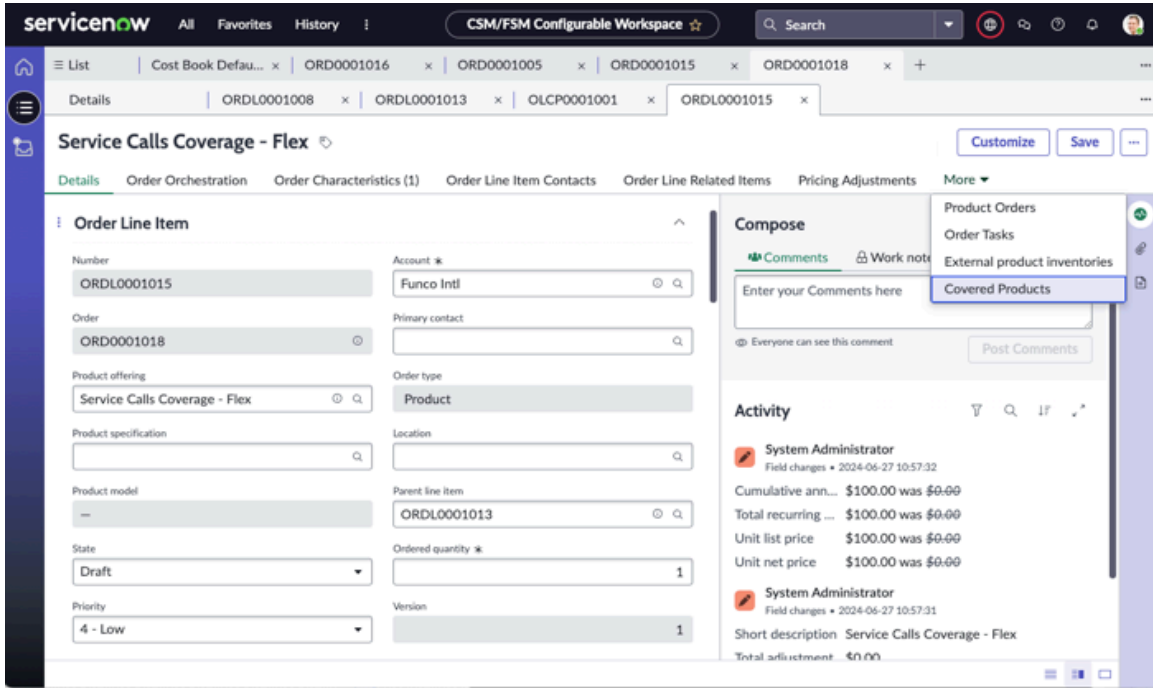 servicenow All Favorites History CSM/FSM Configurable Workspace Search
List Cost Book Defau... × ORD0001016 × ORD0001005 × ORD0001015 × ORD0001018 × +
Details ORDL0001008 × ORDL0001013 × OLCP0001001 × ORDL0001015 ×
Service Calls Coverage - Flex Customize Save
Details Order Orchestration Order Characteristics (1) Order Line Item Contacts Order Line Related Items Pricing Adjustments More
Product Orders
Order Tasks
External product inventories
Covered Products
Order Line Item
Number
ORDL0001015
Account *
Funco Intl
Order
ORD0001018
Primary contact
Product offering
Service Calls Coverage - Flex
Order type
Product
Product specification
Location
Product model
—
Parent line item
ORDL0001013
State
Draft
Ordered quantity *
1
Priority
4 - Low
Version
1
Compose
Comments Work note
Enter your Comments here
Everyone can see this comment
Post Comments
Activity
System Administrator
Field changes • 2024-06-27 10:57:32
Cumulative ann... $100.00 was $0.00
Total recurring ... $100.00 was $0.00
Unit list price $100.00 was $0.00
Unit net price $100.00 was $0.00
System Administrator
Field changes • 2024-06-27 10:57:31
Short description Service Calls Coverage - Flex
Total adjustment $0.00